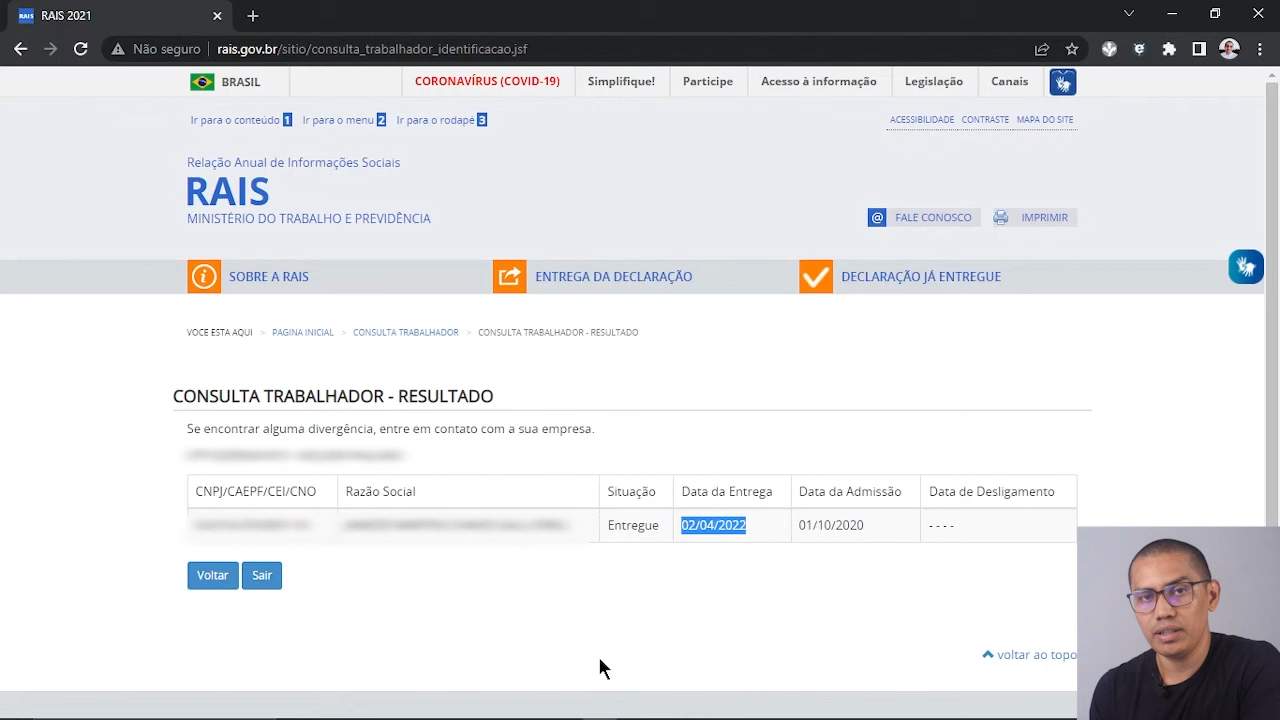 RAIS 2021
Não seguro rais.gov.br/sitio/consulta_trabalhador_identificacao.jsf
BRASIL CORONAVÍRUS (COVID-19) Simplifique! Participe Acesso à informação Legislação Canais
Ir para o conteúdo 1 Ir para o menu 2 Ir para o rodapé 3 ACESSIBILIDADE CONTRASTE MAPA DO SITE
Relação Anual de Informações Sociais
RAIS
MINISTÉRIO DO TRABALHO E PREVIDÊNCIA
@ FALE CONOSCO IMPRIMIR
SOBRE A RAIS ENTREGA DA DECLARAÇÃO DECLARAÇÃO JÁ ENTREGUE
VOCE ESTA AQUI > PAGINA INICIAL > CONSULTA TRABALHADOR > CONSULTA TRABALHADOR - RESULTADO
CONSULTA TRABALHADOR - RESULTADO
Se encontrar alguma divergência, entre em contato com a sua empresa.
CNPJ/CAEPF/CEI/CNO Razão Social Situação Data da Entrega Data da Admissão Data de Desligamento
Entregue 02/04/2022 01/10/2020 ----
Voltar Sair
voltar ao topo